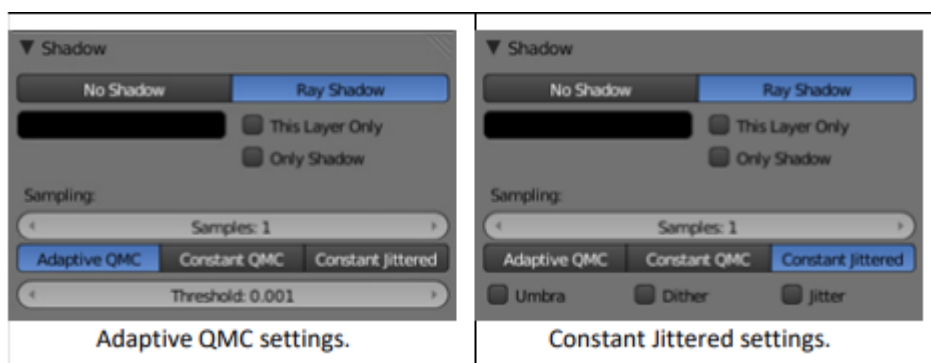 Shadow
No Shadow Ray Shadow
This Layer Only
Only Shadow
Sampling:
Samples: 1
Adaptive QMC Constant QMC Constant Jittered
Threshold: 0.001
Adaptive QMC settings.
Shadow
No Shadow Ray Shadow
This Layer Only
Only Shadow
Sampling:
Samples: 1
Adaptive QMC Constant QMC Constant Jittered
Umbra Dither Jitter
Constant Jittered settings.